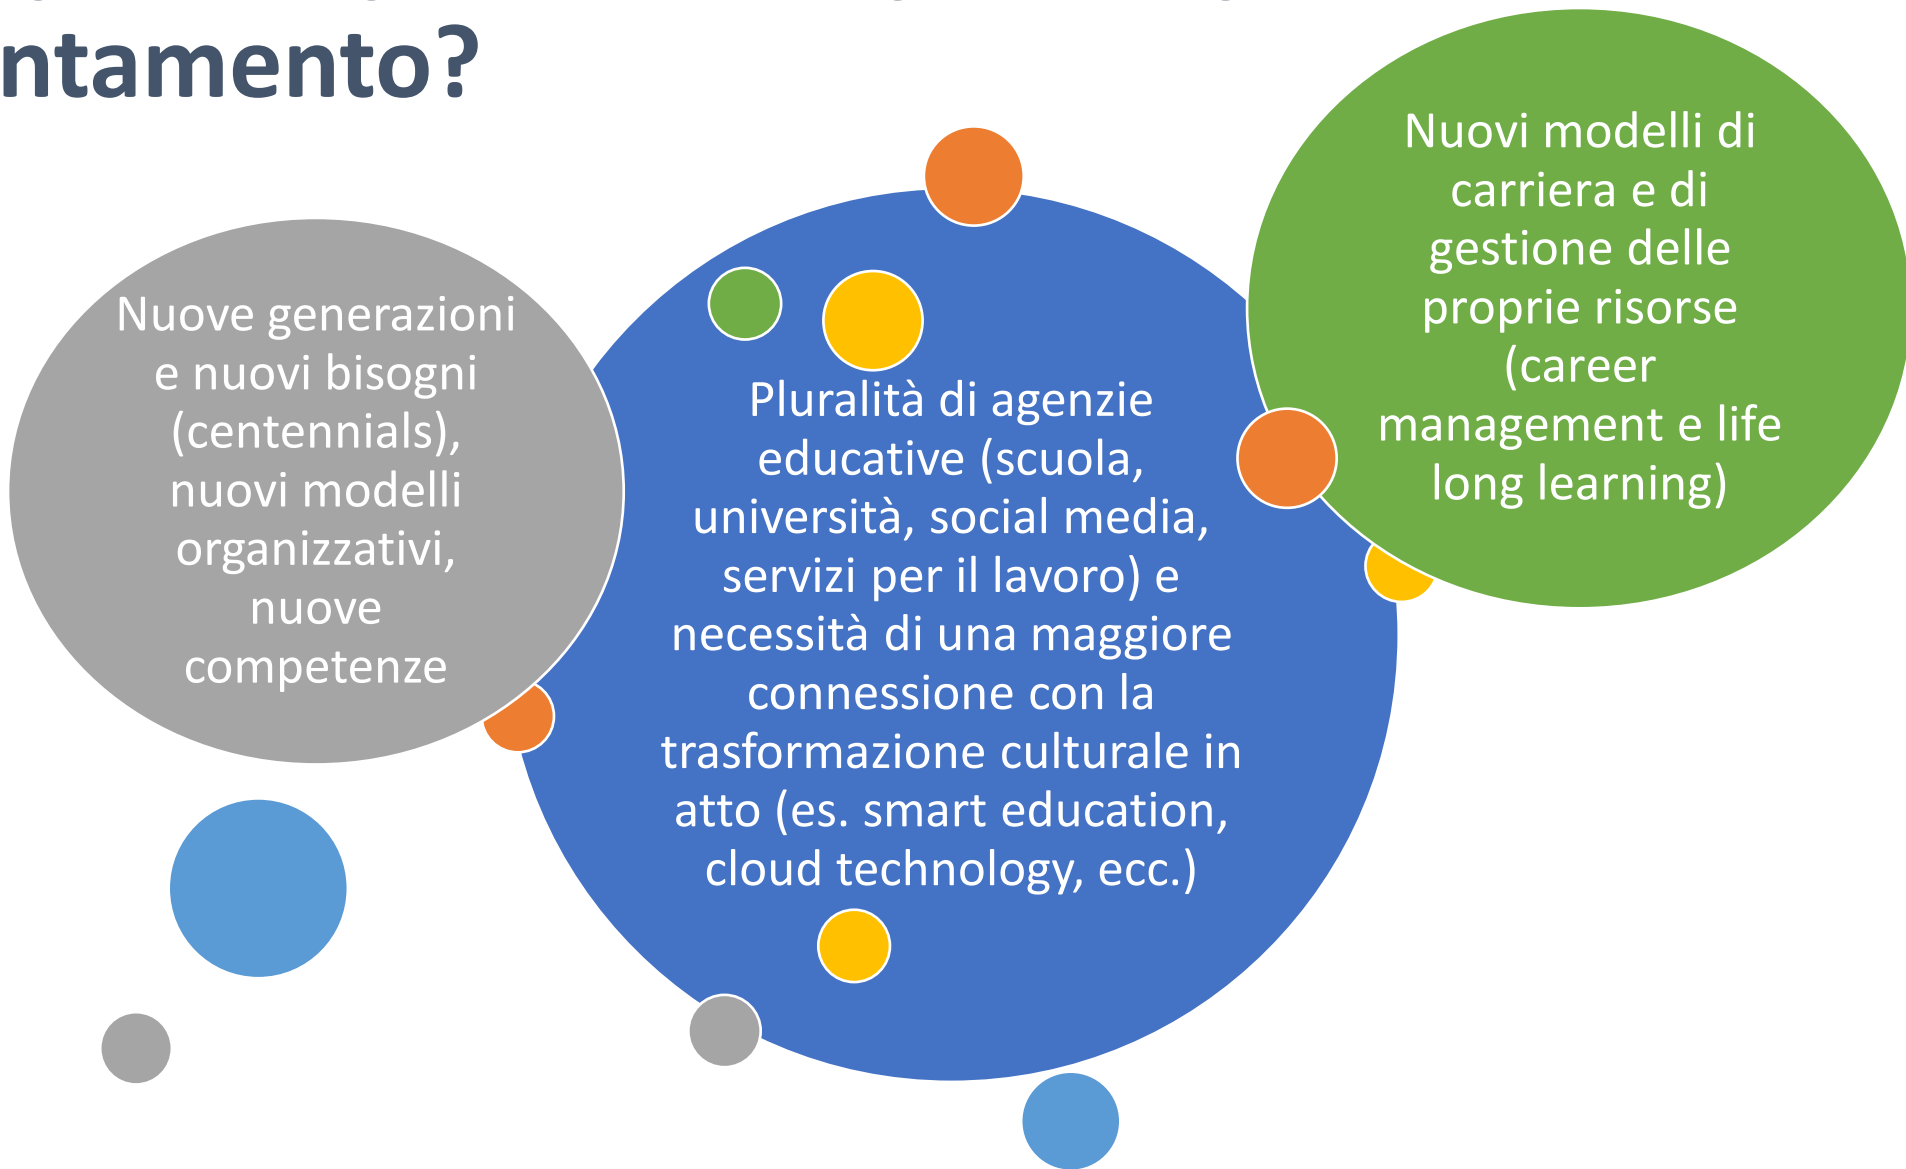 ntamento?
Nuove generazioni
e nuovi bisogni
(centennials),
nuovi modelli
organizzativi,
nuove
competenze
Pluralità di agenzie
educative (scuola,
università, social media,
servizi per il lavoro) e
necessità di una maggiore
connessione con la
trasformazione culturale in
atto (es. smart education,
cloud technology, ecc.)
Nuovi modelli di
carriera e di
gestione delle
proprie risorse
(career
management e life
long learning)